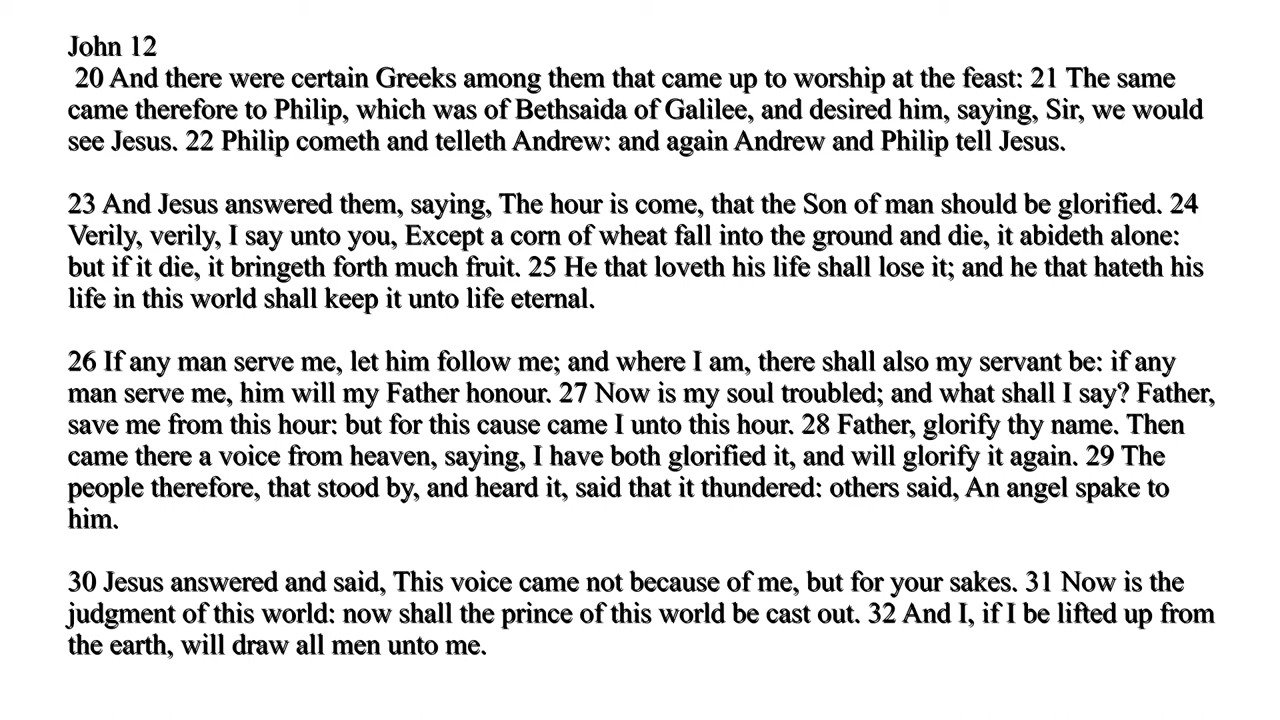 John 12
20 And there were certain Greeks among them that came up to worship at the feast: 21 The same
came therefore to Philip, which was of Bethsaida of Galilee, and desired him, saying, Sir, we would
see Jesus. 22 Philip cometh and telleth Andrew: and again Andrew and Philip tell Jesus.
23 And Jesus answered them, saying, The hour is come, that the Son of man should be glorified. 24
Verily, verily, I say unto you, Except a corn of wheat fall into the ground and die, it abideth alone:
but if it die, it bringeth forth much fruit. 25 He that loveth his life shall lose it; and he that hateth his
life in this world shall keep it unto life eternal.
26 If any man serve me, let him follow me; and where I am, there shall also my servant be: if any
man serve me, him will my Father honour. 27 Now is my soul troubled; and what shall I say? Father,
save me from this hour: but for this cause came I unto this hour. 28 Father, glorify thy name. Then
came there a voice from heaven, saying, I have both glorified it, and will glorify it again. 29 The
people therefore, that stood by, and heard it, said that it thundered: others said, An angel spake to
him.
30 Jesus answered and said, This voice came not because of me, but for your sakes. 31 Now is the
judgment of this world: now shall the prince of this world be cast out. 32 And I, if I be lifted up from
the earth, will draw all men unto me.